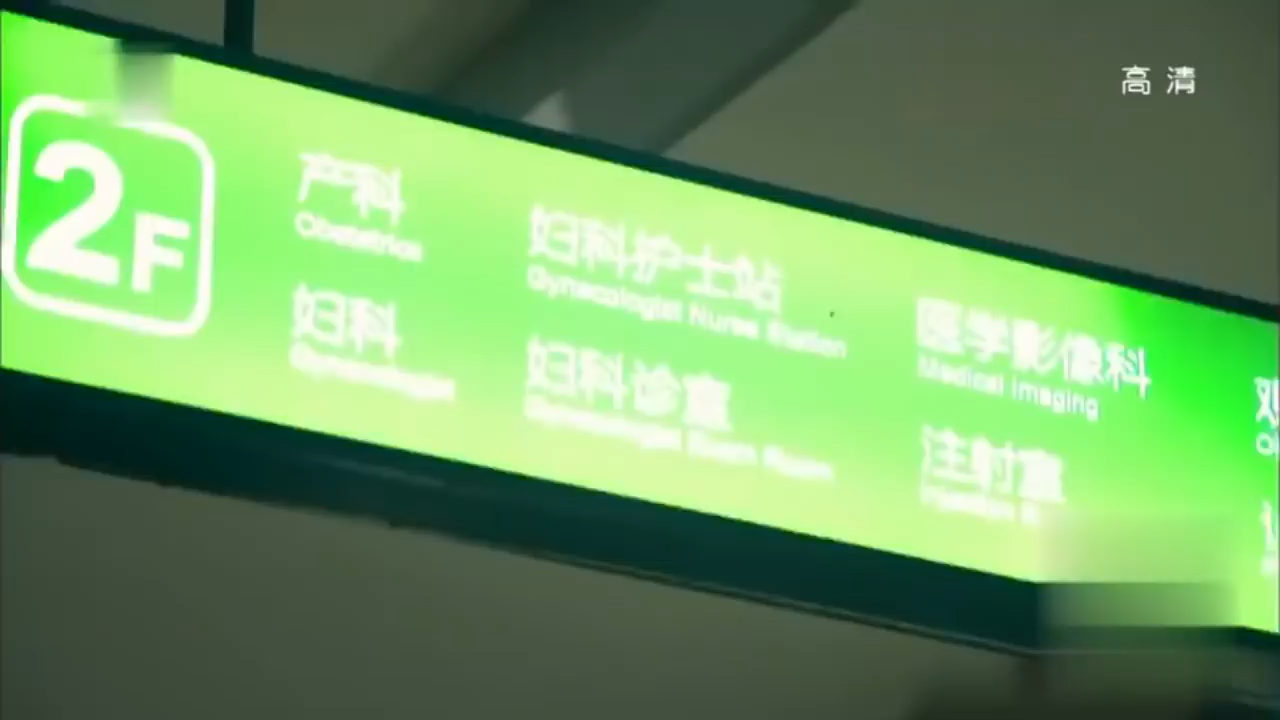 高清
2F
产科
Obstetrics
妇科
妇科护士站
Gynecologist Nurse Station
妇科诊室
医学影像科
Medical Imaging
注射室